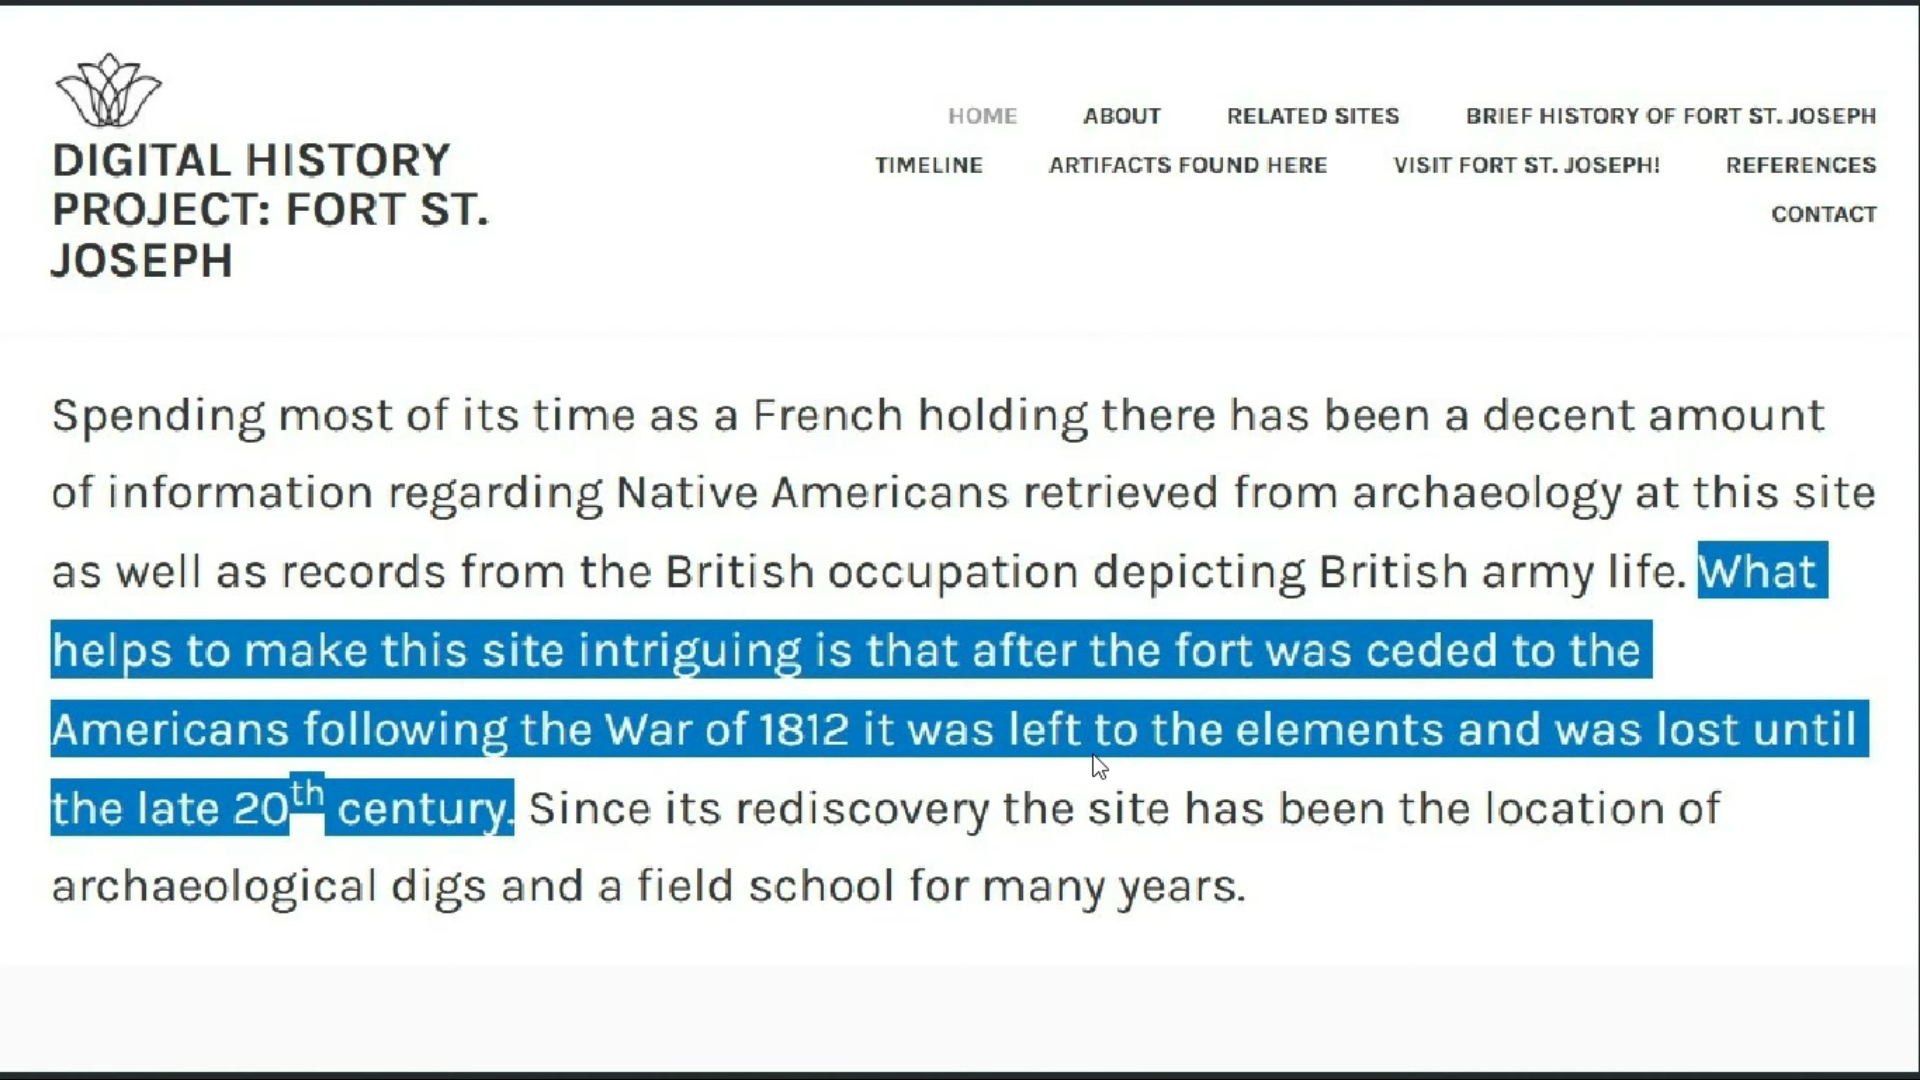 DIGITAL HISTORY
PROJECT: FORT ST.
JOSEPH
HOME ABOUT RELATED SITES BRIEF HISTORY OF FORT ST. JOSEPH
TIMELINE ARTIFACTS FOUND HERE VISIT FORT ST. JOSEPH! REFERENCES
CONTACT
Spending most of its time as a French holding there has been a decent amount
of information regarding Native Americans retrieved from archaeology at this site
as well as records from the British occupation depicting British army life. What
helps to make this site intriguing is that after the fort was ceded to the
Americans following the War of 1812 it was left to the elements and was lost until
the late 20th century. Since its rediscovery the site has been the location of
archaeological digs and a field school for many years.